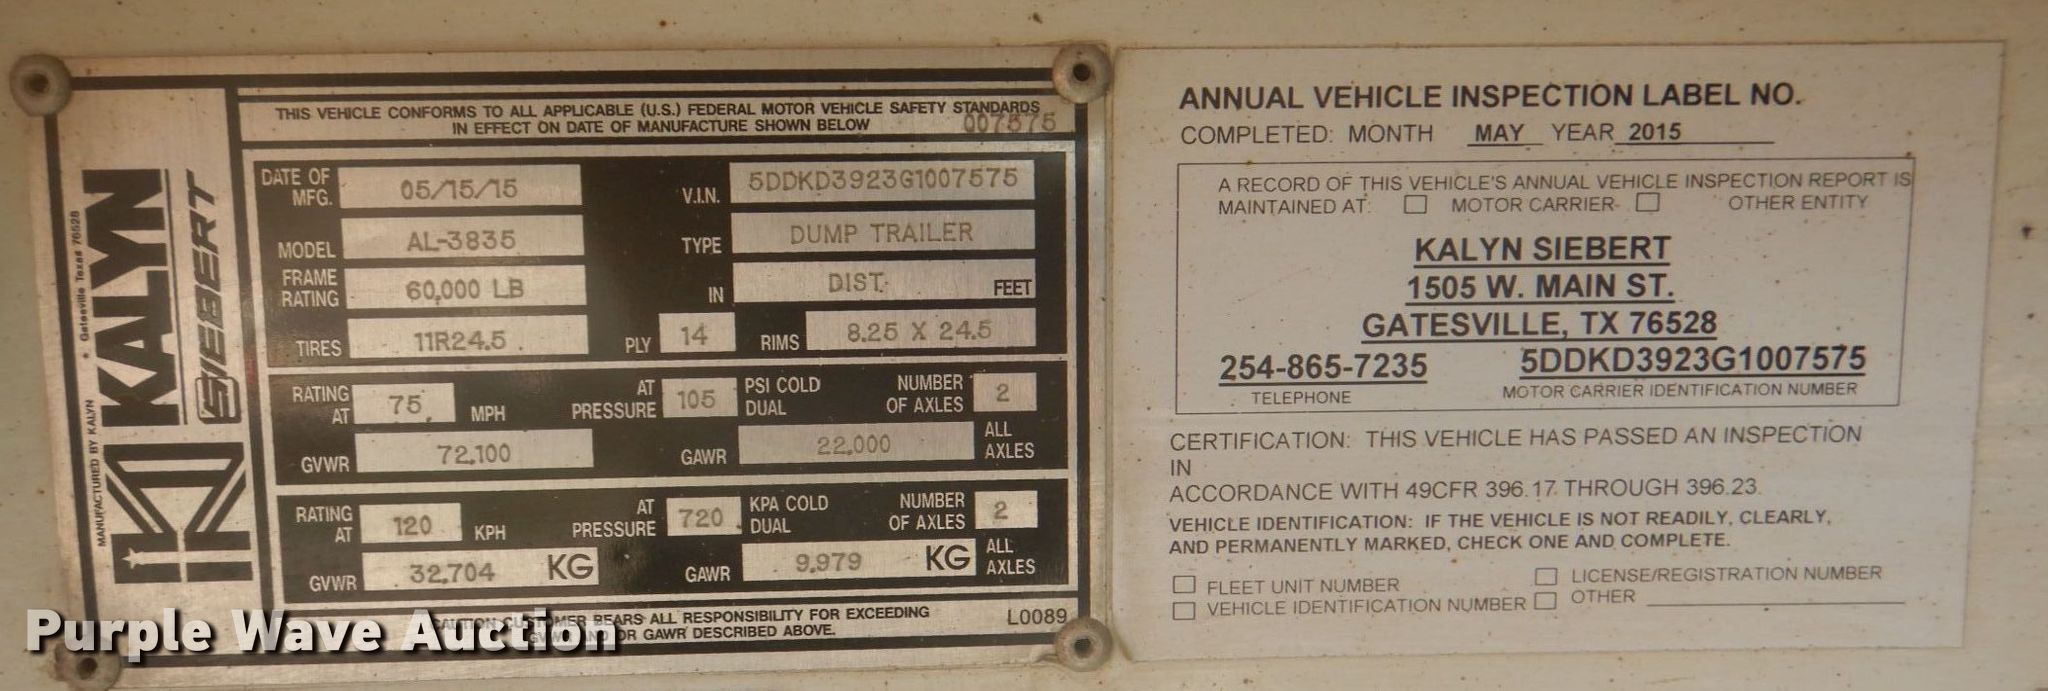 THIS VEHICLE CONFORMS TO ALL APPLICABLE (U.S.) FEDERAL MOTOR VEHICLE SAFETY STANDARDS
IN EFFECT ON DATE OF MANUFACTURE SHOWN BELOW 007575
MANUFACTURED BY KALYN • Gatesville Texas 76528
KALYN
SIEBERT
DATE OF MFG. 05/15/15 V.I.N. 5DDKD3923G1007575
MODEL AL-3835 TYPE DUMP TRAILER
FRAME RATING 60,000 LB IN DIST. FEET
TIRES 11R24.5 PLY 14 RIMS 8.25 X 24.5
RATING AT 75 MPH AT PRESSURE 105 PSI COLD DUAL NUMBER OF AXLES 2
GVWR 72,100 GAWR 22,000 ALL AXLES
RATING AT 120 KPH AT PRESSURE 720 KPA COLD DUAL NUMBER OF AXLES 2
GVWR 32,704 KG GAWR 9,979 KG ALL AXLES
CAUTION CUSTOMER BEARS ALL RESPONSIBILITY FOR EXCEEDING
GVWR AND OR GAWR DESCRIBED ABOVE. L0089
Purple Wave Auction
ANNUAL VEHICLE INSPECTION LABEL NO.
COMPLETED: MONTH MAY YEAR 2015
A RECORD OF THIS VEHICLE'S ANNUAL VEHICLE INSPECTION REPORT IS
MAINTAINED AT: MOTOR CARRIER OTHER ENTITY
KALYN SIEBERT
1505 W. MAIN ST.
GATESVILLE, TX 76528
254-865-7235 5DDKD3923G1007575
TELEPHONE MOTOR CARRIER IDENTIFICATION NUMBER
CERTIFICATION: THIS VEHICLE HAS PASSED AN INSPECTION
IN
ACCORDANCE WITH 49CFR 396.17 THROUGH 396.23.
VEHICLE IDENTIFICATION: IF THE VEHICLE IS NOT READILY, CLEARLY,
AND PERMANENTLY MARKED, CHECK ONE AND COMPLETE.
FLEET UNIT NUMBER LICENSE/REGISTRATION NUMBER
VEHICLE IDENTIFICATION NUMBER OTHER